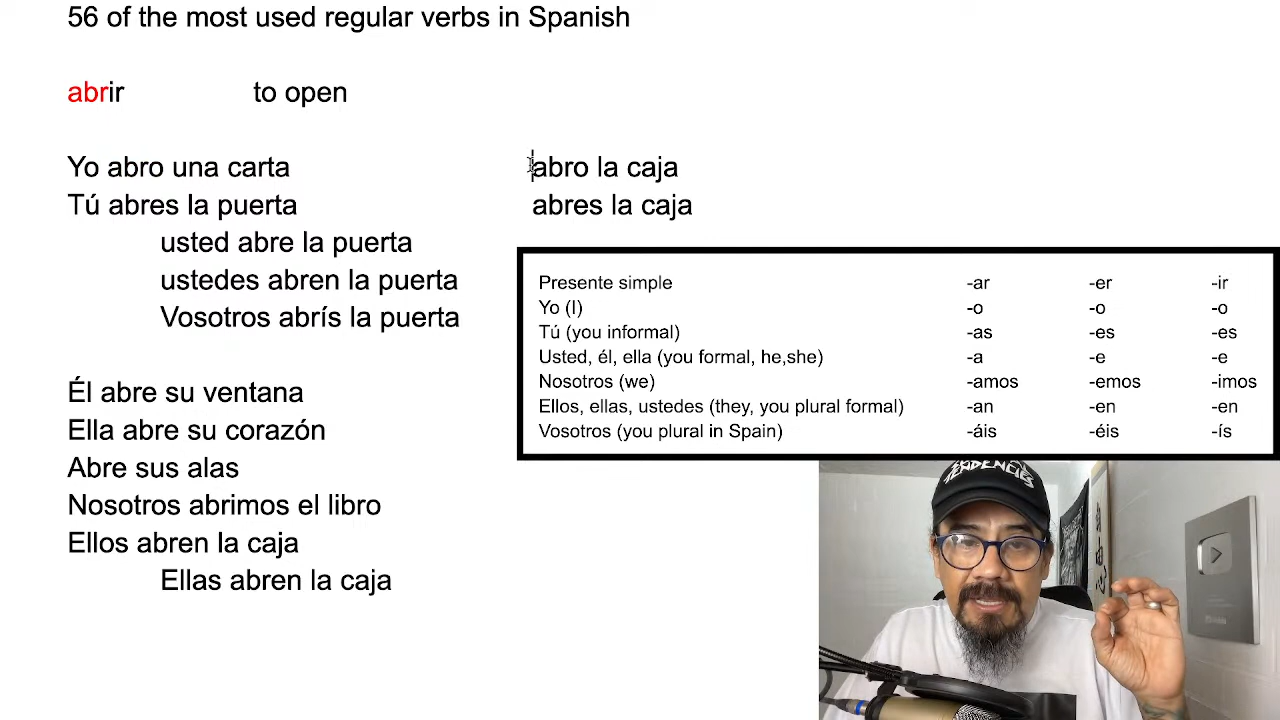 56 of the most used regular verbs in Spanish
abrir to open
Yo abro una carta abro la caja
Tú abres la puerta abres la caja
usted abre la puerta
ustedes abren la puerta
Vosotros abrís la puerta
Él abre su ventana
Ella abre su corazón
Abre sus alas
Nosotros abrimos el libro
Ellos abren la caja
Ellas abren la caja
Presente simple -ar -er -ir
Yo (I) -o -o -o
Tú (you informal) -as -es -es
Usted, él, ella (you formal, he,she) -a -e -e
Nosotros (we) -amos -emos -imos
Ellos, ellas, ustedes (they, you plural formal) -an -en -en
Vosotros (you plural in Spain) -áis -éis -ís
TENDENCIES